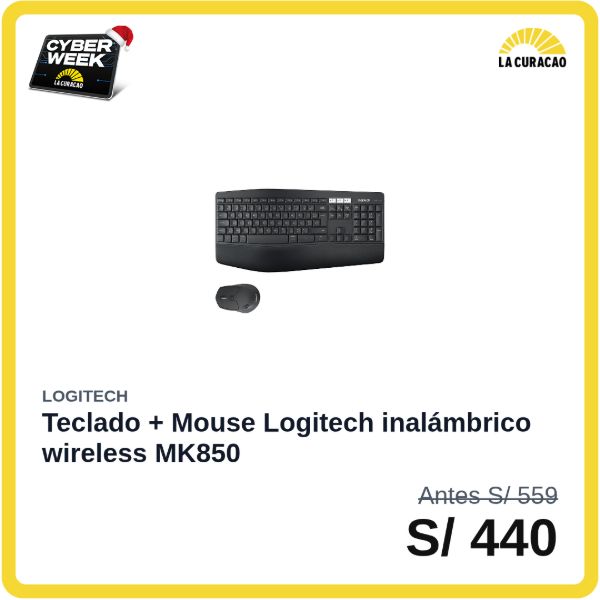 CYBER
WEEK
LA CURACAO
LA CURACAO
LOGITECH
Teclado + Mouse Logitech inalámbrico
wireless MK850
Antes S/ 559
S/ 440